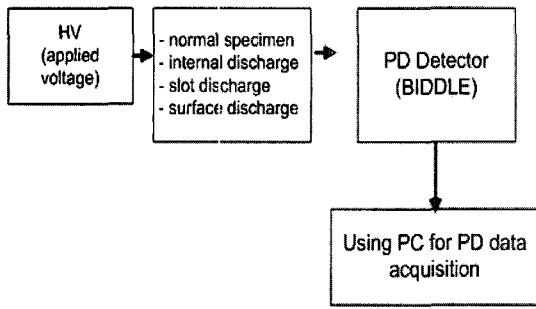 HV
(applied
voltage)
- normal specimen
- internal discharge
- slot discharge
- surface discharge
PD Detector
(BIDDLE)
Using PC for PD data
acquisition